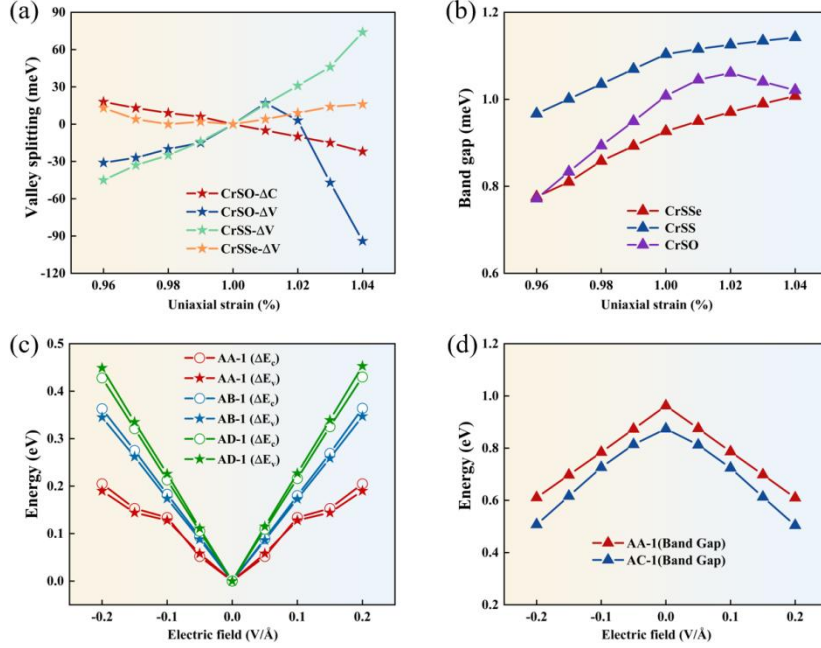 (a)
90
60
30
0
-30
-60
-90
-120
Valley splitting (meV)
CrSO-ΔC
CrSO-ΔV
CrSS-ΔV
CrSSe-ΔV
0.96 0.98 1.00 1.02 1.04
Uniaxial strain (%)
(b)
1.2
1.0
0.8
0.6
Band gap (meV)
CrSSe
CrSS
CrSO
0.96 0.98 1.00 1.02 1.04
Uniaxial strain (%)
(c)
0.5
0.4
0.3
0.2
0.1
0.0
Energy (eV)
AA-1 (ΔEc)
AA-1 (ΔEv)
AB-1 (ΔEc)
AB-1 (ΔEv)
AD-1 (ΔEc)
AD-1 (ΔEv)
-0.2 -0.1 0.0 0.1 0.2
Electric field (V/Å)
(d)
1.2
1.0
0.8
0.6
0.4
0.2
Energy (eV)
AA-1(Band Gap)
AC-1(Band Gap)
-0.2 -0.1 0.0 0.1 0.2
Electric field (V/Å)